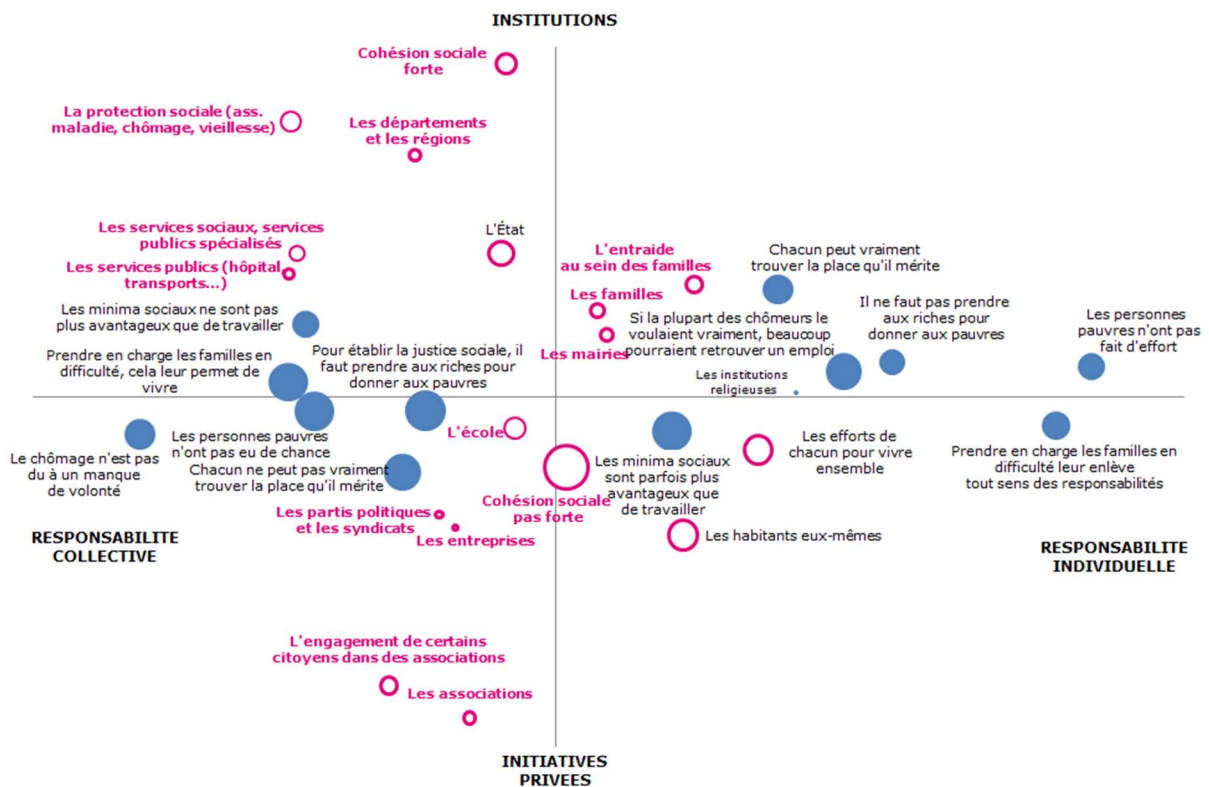 INSTITUTIONS
Cohésion sociale
forte
La protection sociale (ass.
maladie, chômage, vieillesse)
Les départements
et les régions
Les services sociaux, services
publics spécialisés
L'État
L'entraide
au sein des familles
Chacun peut vraiment
trouver la place qu'il mérite
Les services publics (hôpital,
transports...)
Les familles
Les minima sociaux ne sont pas
plus avantageux que de travailler
Si la plupart des chômeurs le
voulaient vraiment, beaucoup
pourraient retrouver un emploi
Il ne faut pas prendre
aux riches pour
donner aux pauvres
Les personnes
pauvres n'ont pas
fait d'effort
Les mairies
Prendre en charge les familles en
difficulté, cela leur permet de
vivre
Pour établir la justice sociale, il
faut prendre aux riches pour
donner aux pauvres
Les institutions
religieuses
L'école
Le chômage n'est pas
du à un manque
de volonté
Les personnes pauvres
n'ont pas eu de chance
Chacun ne peut pas vraiment
trouver la place qu'il mérite
Les minima sociaux
sont parfois plus
avantageux que
de travailler
Les efforts de
chacun pour vivre
ensemble
Prendre en charge les familles en
difficulté leur enlève
tout sens des responsabilités
Cohésion sociale
pas forte
Les partis politiques
et les syndicats
Les entreprises
Les habitants eux-mêmes
RESPONSABILITE
COLLECTIVE
RESPONSABILITE
INDIVIDUELLE
L'engagement de certains
citoyens dans des associations
Les associations
INITIATIVES
PRIVEES